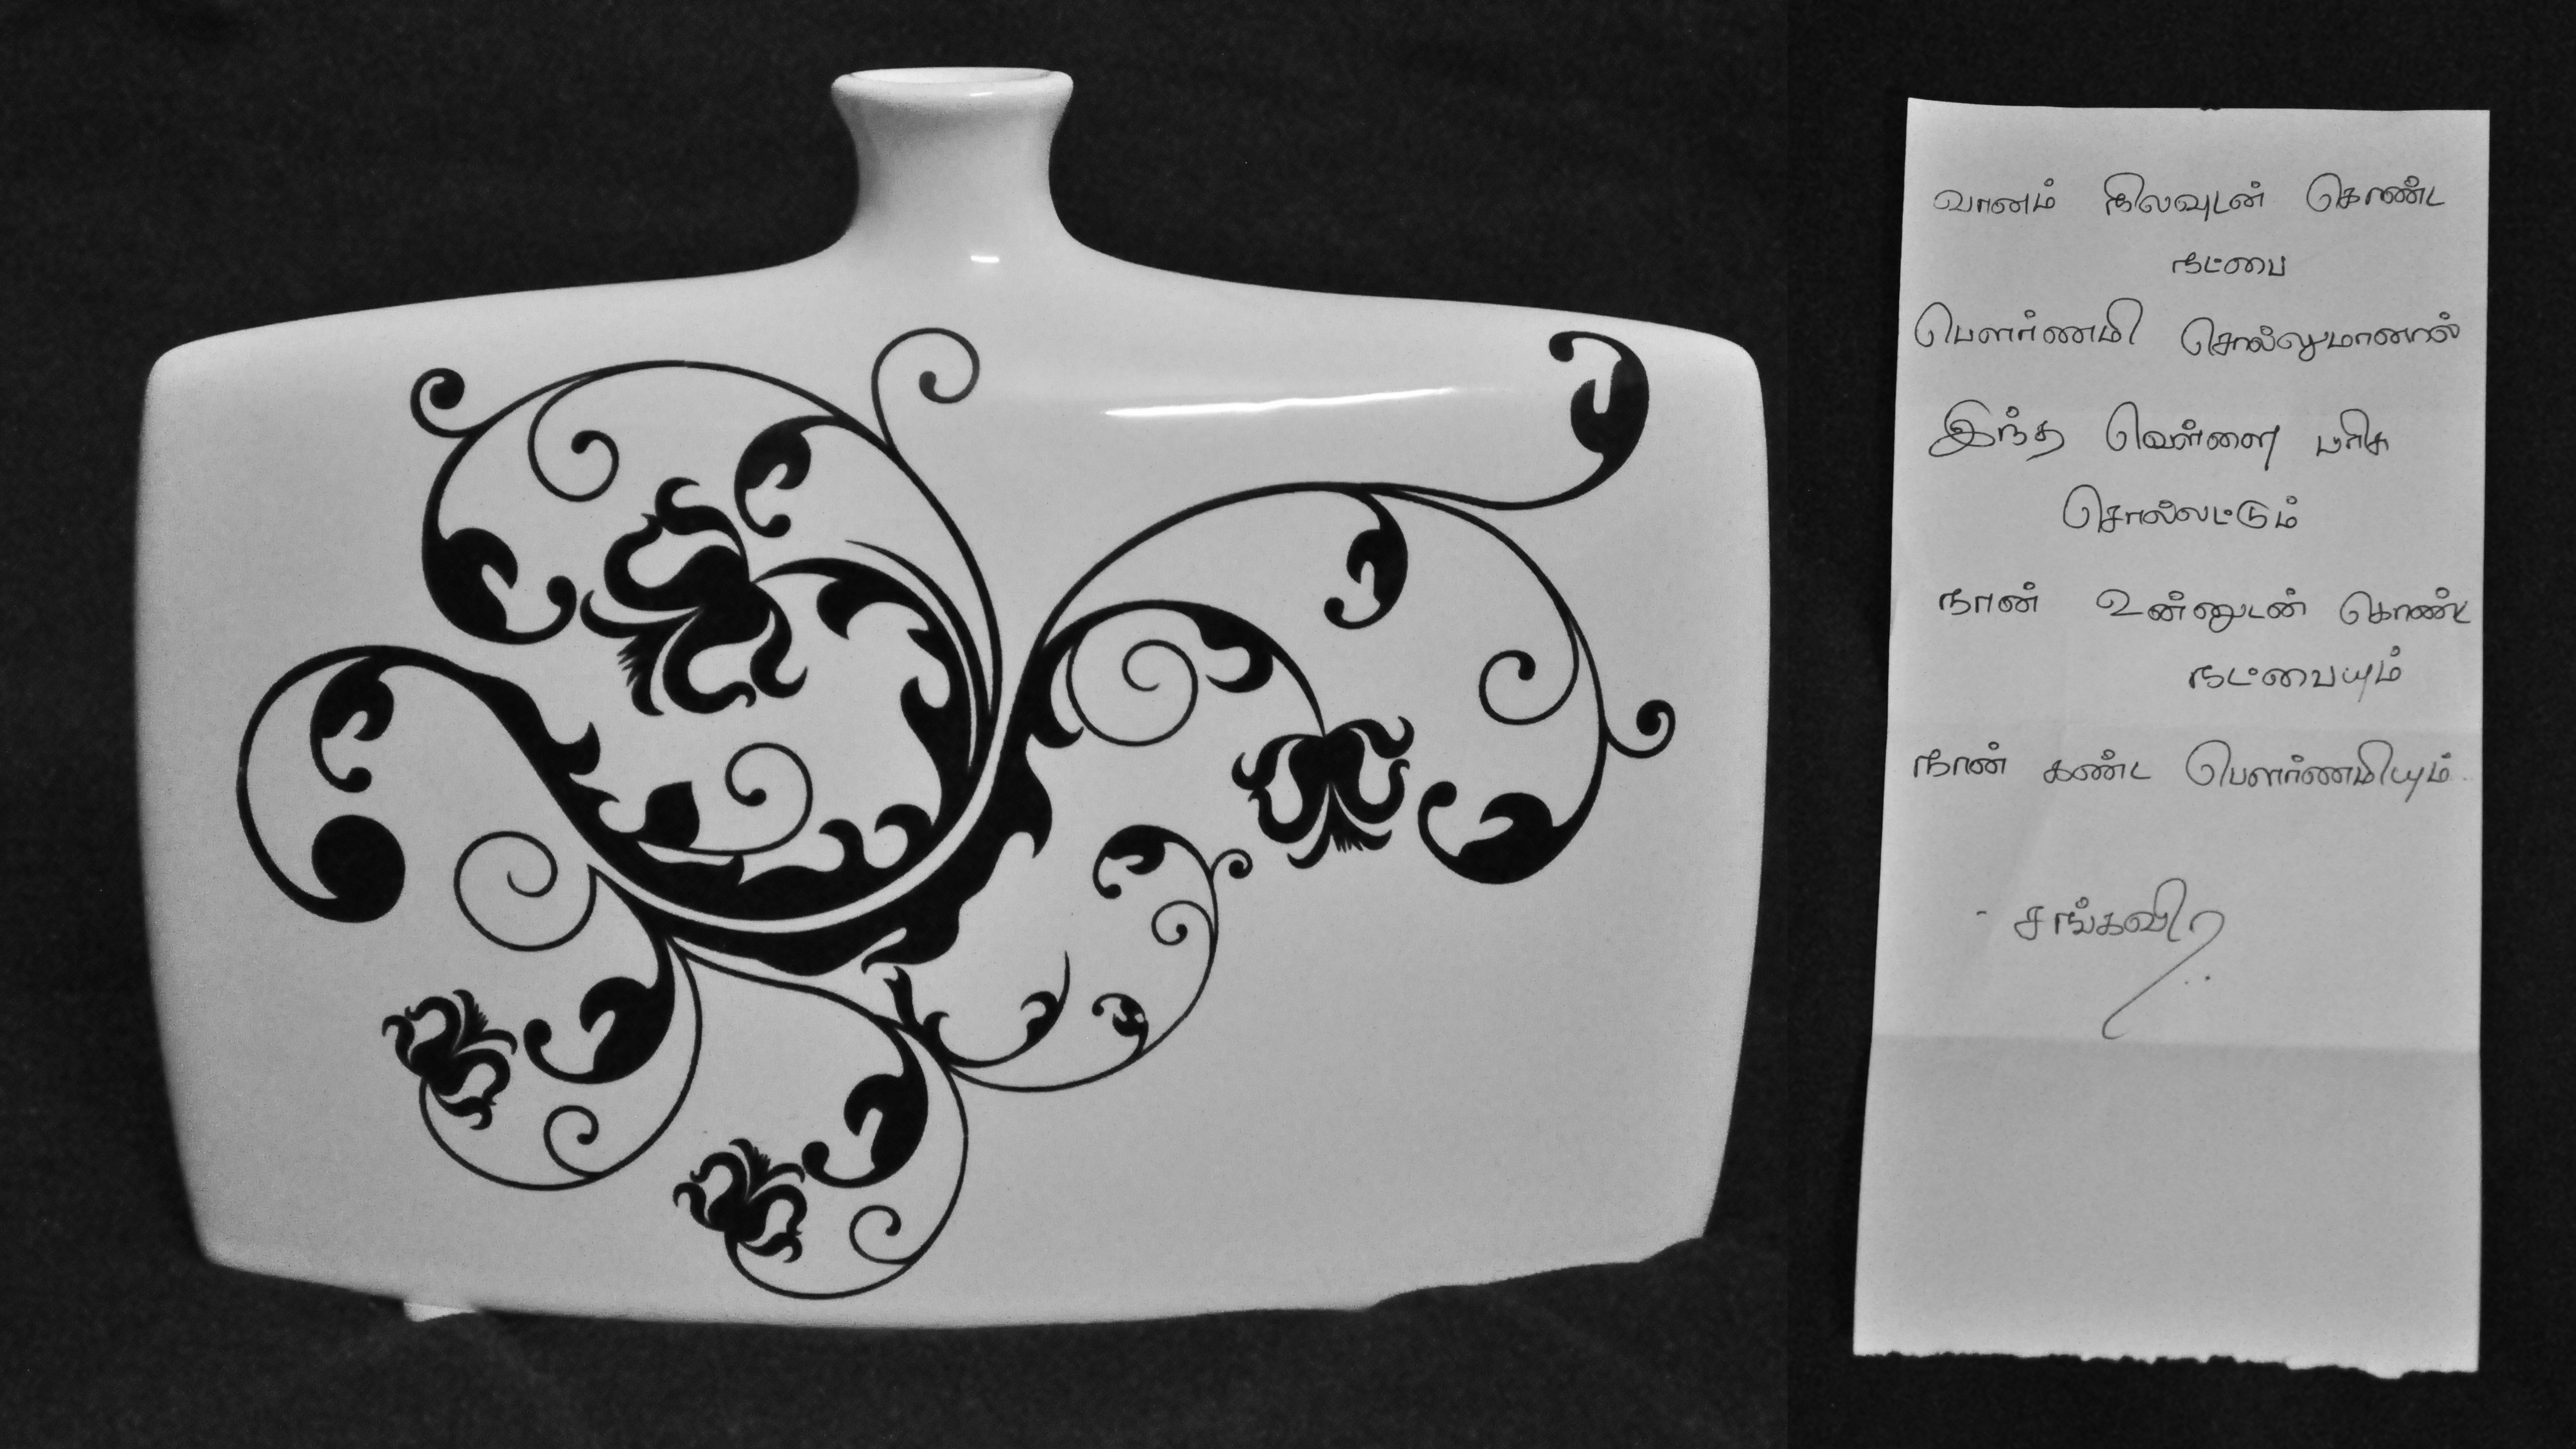 வானம் நிலவுடன் கொண்ட
நட்பை
பௌர்ணமி சொல்லுமானால்
இந்த வெள்ளை பரிசு
சொல்லட்டும்
நான் உன்னுடன் கொண்ட
நட்பையும்
நான் கண்ட பௌர்ணமியும்.
- சங்கவி